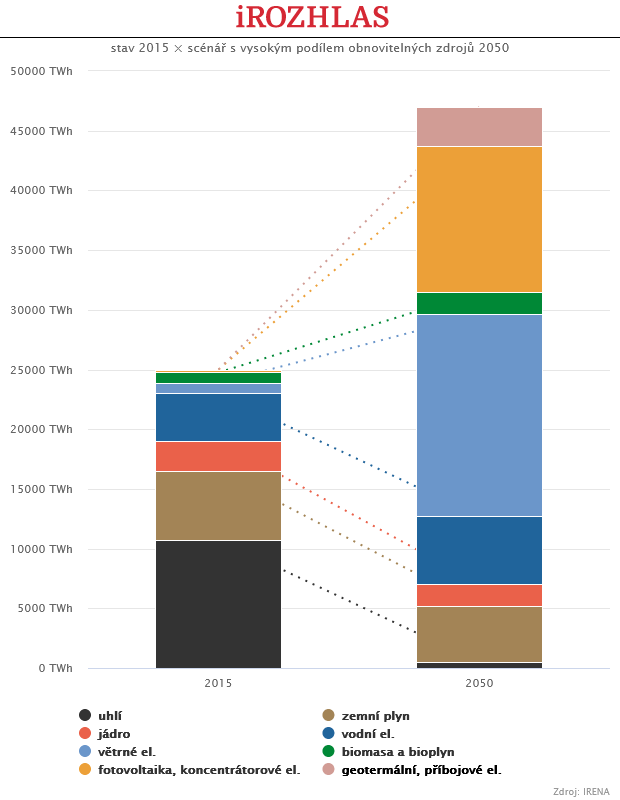 iROZHLAS
stav 2015 × scénář s vysokým podílem obnovitelných zdrojů 2050
50000 TWh
45000 TWh
40000 TWh
35000 TWh
30000 TWh
25000 TWh
20000 TWh
15000 TWh
10000 TWh
5000 TWh
0 TWh
2015 2050
uhlí zemní plyn
jádro vodní el.
větrné el. biomasa a bioplyn
fotovoltaika, koncentrátorové el. geotermální, příbojové el.
Zdroj: IRENA